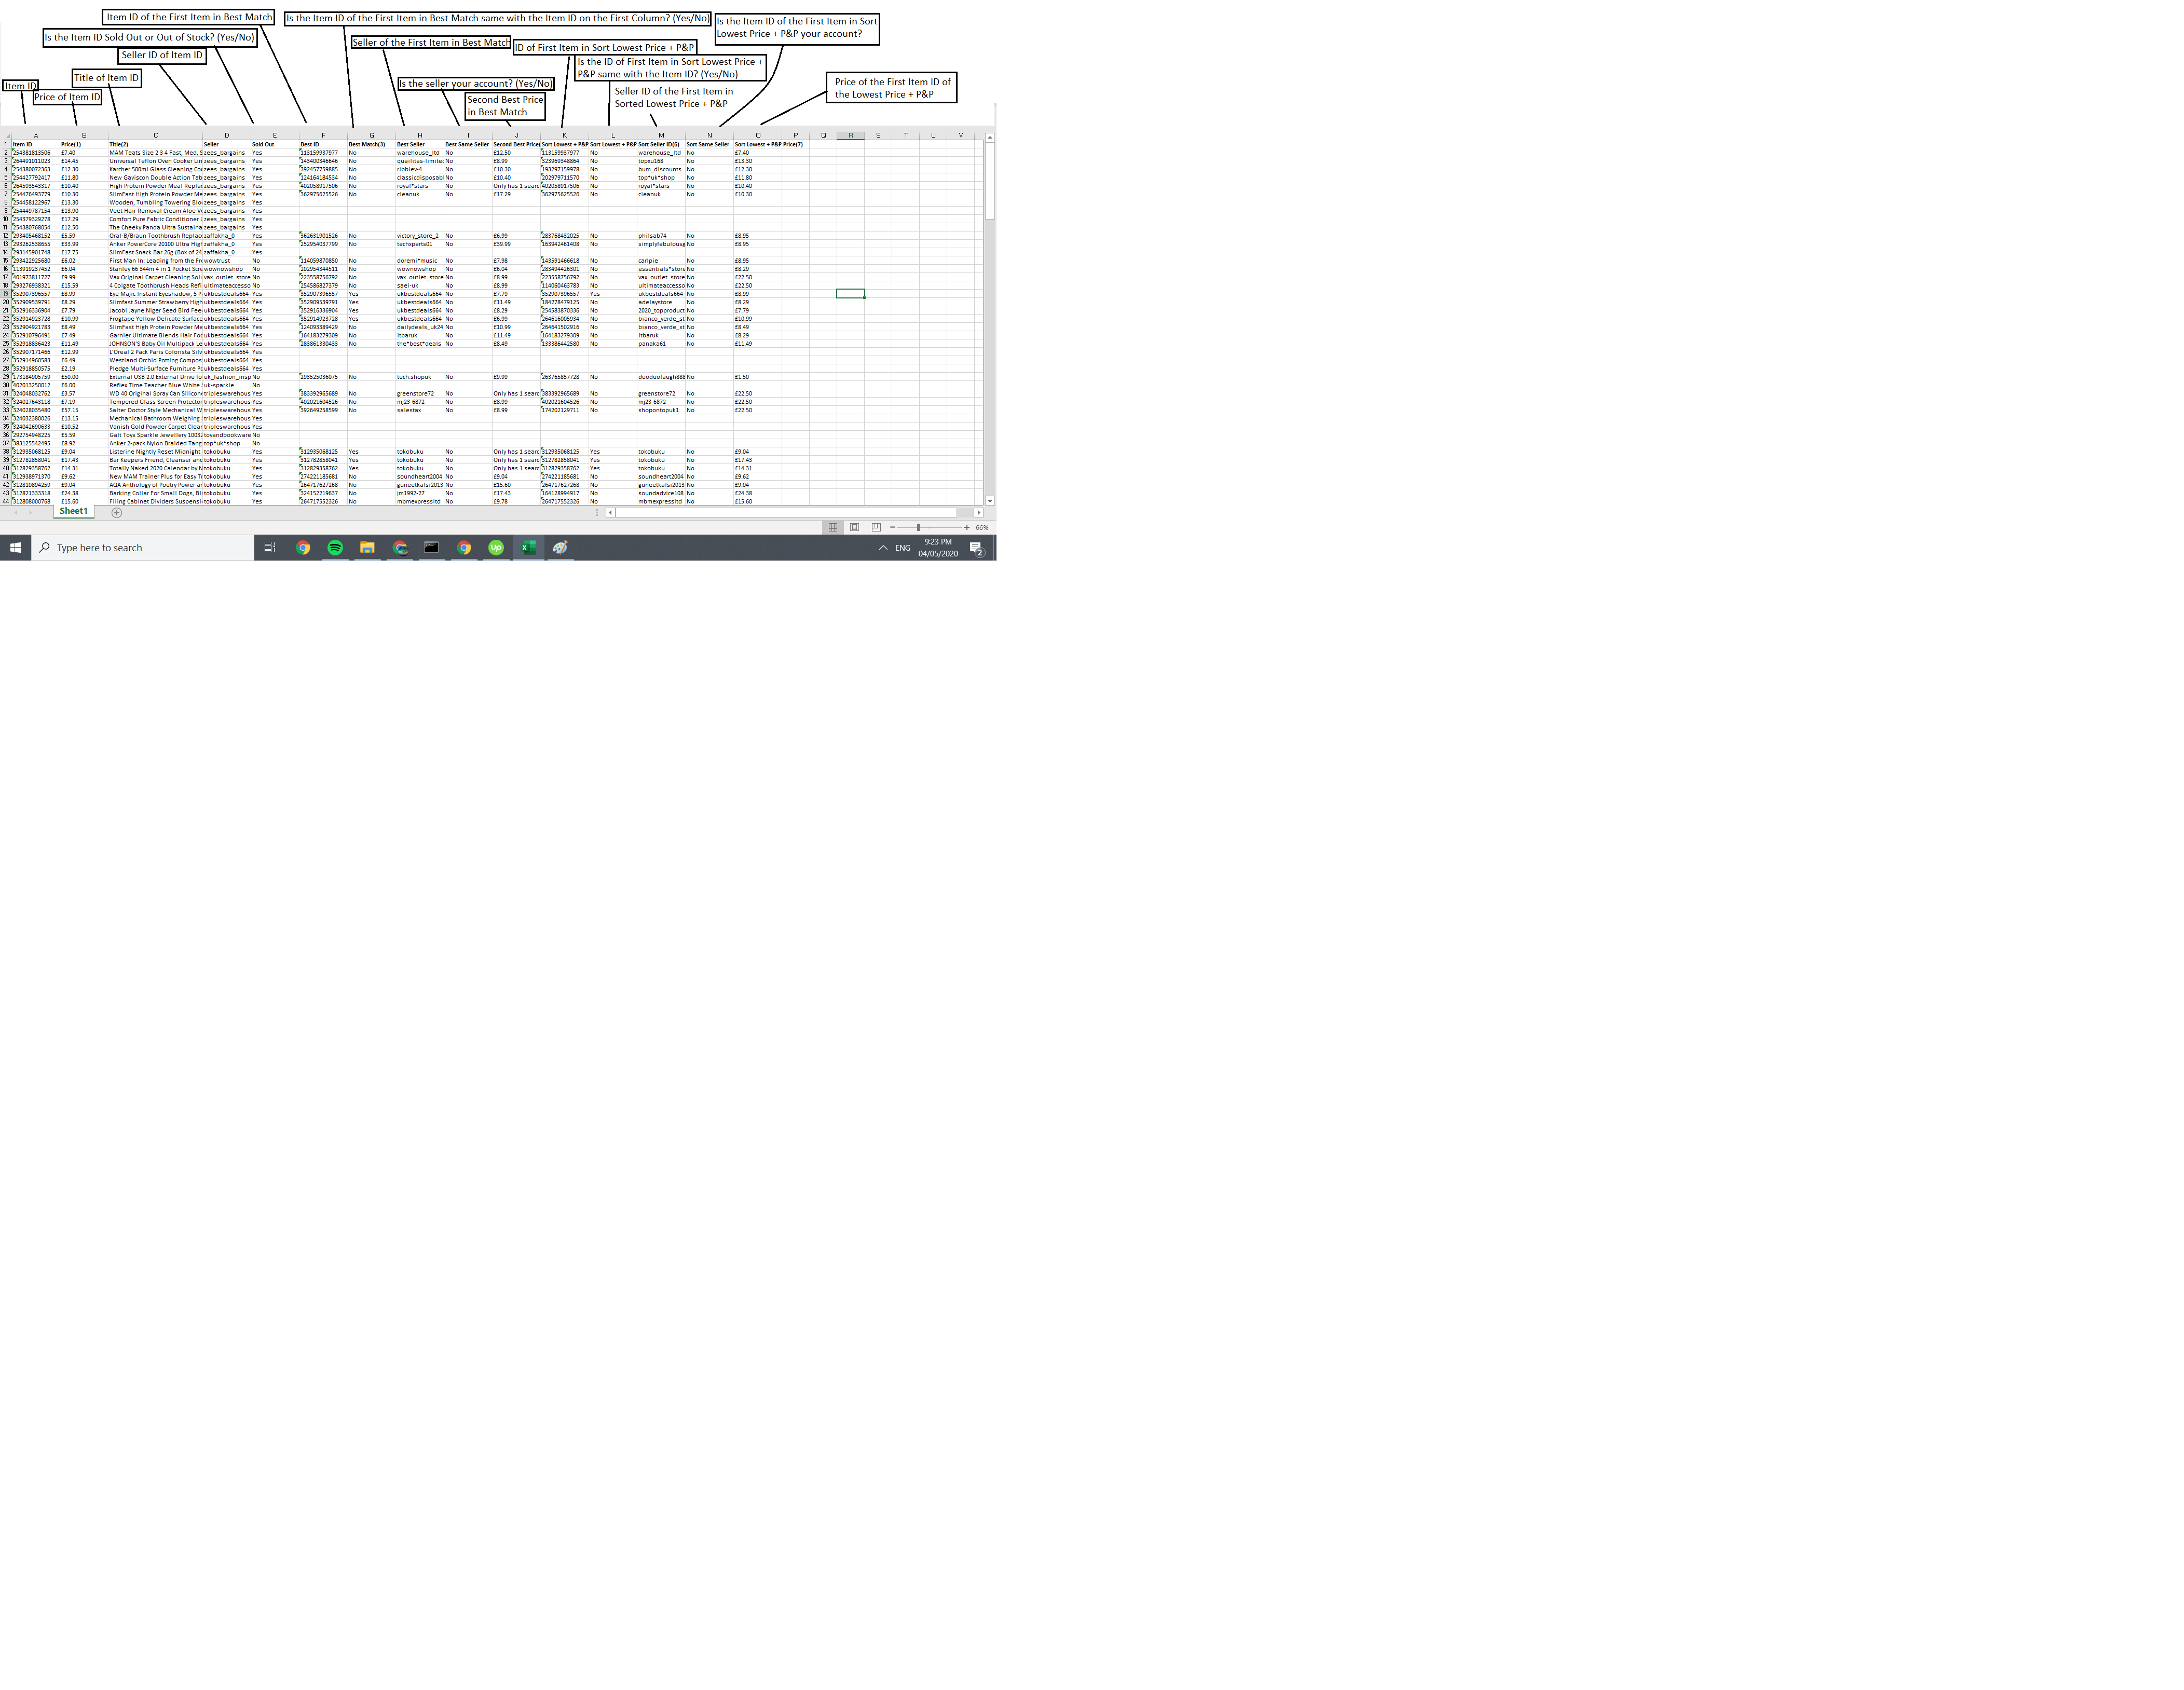 Item ID of the First Item in Best Match
Is the Item ID of the First Item in Best Match same with the Item ID on the First Column? (Yes/No)
Is the Item ID of the First Item in Sort
Lowest Price + P&P your account?
Is the Item ID Sold Out or Out of Stock? (Yes/No)
Seller of the First Item in Best Match
ID of First Item in Sort Lowest Price + P&P
Seller ID of Item ID
Is the ID of First Item in Sort Lowest Price +
P&P same with the Item ID? (Yes/No)
Title of Item ID
Item ID
Is the seller your account? (Yes/No)
Price of the First Item ID of
the Lowest Price + P&P
Price of Item ID
Seller ID of the First Item in
Sorted Lowest Price + P&P
Second Best Price
in Best Match
A B C D E F G H I J K L M N O P Q R S T U V
1 Item ID Price(1) Title(2) Seller Sold Out Best ID Best Match(3) Best Seller Best Same Seller Second Best Price( Sort Lowest + P&P Sort Lowest + P&P Sort Seller ID(6) Sort Same Seller Sort Lowest + P&P Price(7)
2 254381813506 £7.40 MAM Teats Size 2 3 4 Fast, Med, S zees_bargains Yes 113159937977 No warehouse_ltd No £12.50 113159937977 No warehouse_ltd No £7.40
3 264491011023 £14.45 Universal Teflon Oven Cooker Lin zees_bargains Yes 143400346646 No quailitas-limited No £8.99 323969348864 No topxu168 No £13.30
4 254380072363 £12.30 Karcher 500ml Glass Cleaning Con zees_bargains Yes 392457759885 No ribblev-4 No £10.30 193297159978 No bum_discounts No £12.30
5 254427792417 £11.80 New Gaviscon Double Action Tab zees_bargains Yes 124164184534 No classicdisposabl No £10.40 202979711570 No top*uk*shop No £11.80
6 264593543317 £10.40 High Protein Powder Meal Replac zees_bargains Yes 402058917506 No royal*stars No Only has 1 search 402058917506 No royal*stars No £10.40
7 254476493779 £10.30 SlimFast High Protein Powder Me zees_bargains Yes 362975625526 No cleanuk No £17.29 362975625526 No cleanuk No £10.30
8 254458122967 £13.30 Wooden, Tumbling Towering Bloc zees_bargains Yes
9 254449787154 £13.90 Veet Hair Removal Cream Aloe Ve zees_bargains Yes
10 254379329278 £17.29 Comfort Pure Fabric Conditioner L zees_bargains Yes
11 254380768054 £12.50 The Cheeky Panda Ultra Sustaina zees_bargains Yes
12 293405468152 £5.59 Oral-B/Braun Toothbrush Replac zaffakha_0 Yes 362631901526 No victory_store_2 No £6.99 283768432025 No philsab74 No £8.95
13 293262538655 £33.99 Anker PowerCore 20100 Ultra High zaffakha_0 Yes 252954037799 No techxperts01 No £39.99 163942461408 No simplyfabulousg No £8.95
14 293145901748 £17.75 SlimFast Snack Bar 26g (Box of 24, zaffakha_0 Yes
15 293422925680 £6.02 First Man In: Leading from the Fro wowtrust No 114059870850 No doremi*music No £7.98 143591466618 No carlpie No £8.95
16 113919237452 £6.04 Stanley 66 344m 4 in 1 Pocket Scre wownowshop No 202954344511 No wownowshop No £6.04 283494426301 No essentials*store No £8.29
17 401973811727 £9.99 Vax Original Carpet Cleaning Solu vax_outlet_store No 223558756792 No vax_outlet_store No £8.99 223558756792 No vax_outlet_store No £22.50
18 293276938321 £15.59 4 Colgate Toothbrush Heads Refil ultimateaccesso No 254586827379 No saei-uk No £8.99 114060463783 No ultimateaccesso No £22.50
19 352907396557 £8.99 Eye Majic Instant Eyeshadow, 5 P ukbestdeals664 Yes 352907396557 Yes ukbestdeals664 No £7.79 352907396557 Yes ukbestdeals664 No £8.99
20 352909539791 £8.29 Slimfast Summer Strawberry High ukbestdeals664 Yes 352909539791 Yes ukbestdeals664 No £11.49 184278479125 No adelaystore No £8.29
21 352916336904 £7.79 Jacobi Jayne Niger Seed Bird Feed ukbestdeals664 Yes 352916336904 Yes ukbestdeals664 No £8.29 254583870336 No 2020_topproduct No £7.79
22 352914923728 £10.99 Frogtape Yellow Delicate Surface ukbestdeals664 Yes 352914923728 Yes ukbestdeals664 No £6.99 264616005934 No bianco_verde_st No £10.99
23 352904921783 £8.49 SlimFast High Protein Powder Me ukbestdeals664 Yes 124093389429 No dailydeals_uk24 No £10.99 264641502916 No bianco_verde_st No £8.49
24 352910796491 £7.49 Garnier Ultimate Blends Hair Foo ukbestdeals664 Yes 164183279309 No itbaruk No £11.49 164183279309 No itbaruk No £8.29
25 352918836423 £11.49 JOHNSON'S Baby Oil Multipack Le ukbestdeals664 Yes 283861330433 No the*best*deals No £8.49 133386442580 No panaka61 No £11.49
26 352907171466 £12.99 L'Oreal 2 Pack Paris Colorista Silv ukbestdeals664 Yes
27 352914960583 £6.49 Westland Orchid Potting Compos ukbestdeals664 Yes
28 352918850575 £2.19 Pledge Multi-Surface Furniture Po ukbestdeals664 Yes
29 173184905759 £50.00 External USB 2.0 External Drive fo uk_fashion_insp No 293525036075 No tech.shopuk No £9.99 263765857728 No duoduolaugh888 No £1.50
30 402013250012 £6.00 Reflex Time Teacher Blue White S uk-sparkle No
31 324048032762 £3.57 WD 40 Original Spray Can Silicone tripleswarehous Yes 383392965689 No greenstore72 No Only has 1 search 383392965689 No greenstore72 No £22.50
32 324027643118 £7.19 Tempered Glass Screen Protector tripleswarehous Yes 402021604526 No mj23-6872 No £8.99 402021604526 No mj23-6872 No £22.50
33 324028035480 £57.15 Salter Doctor Style Mechanical W tripleswarehous Yes 392649258599 No salestax No £8.99 174202129711 No shopontopuk1 No £22.50
34 324032380026 £13.15 Mechanical Bathroom Weighing S tripleswarehous Yes
35 324042690633 £10.52 Vanish Gold Powder Carpet Clean tripleswarehous Yes
36 292754948225 £5.59 Galt Toys Sparkle Jewellery 10032 toyandbookware No
37 383125542495 £8.92 Anker 2-pack Nylon Braided Tang top*uk*shop No
38 312935068125 £9.04 Listerine Nightly Reset Midnight tokobuku Yes 312935068125 Yes tokobuku No Only has 1 search 312935068125 Yes tokobuku No £9.04
39 312782858041 £17.43 Bar Keepers Friend, Cleanser and tokobuku Yes 312782858041 Yes tokobuku No Only has 1 search 312782858041 Yes tokobuku No £17.43
40 312829358762 £14.31 Totally Naked 2020 Calendar by N tokobuku Yes 312829358762 Yes tokobuku No Only has 1 search 312829358762 Yes tokobuku No £14.31
41 312938971370 £9.62 New MAM Trainer Plus for Easy Tr tokobuku Yes 274221185681 No soundheart2004 No £9.04 274221185681 No soundheart2004 No £9.62
42 312810894259 £9.04 AQA Anthology of Poetry Power an tokobuku Yes 264717627268 No guneetkalsi2013 No £15.60 264717627268 No guneetkalsi2013 No £9.04
43 312821333318 £24.38 Barking Collar For Small Dogs, Bli tokobuku Yes 324152219637 No jm1992-27 No £17.43 164128994917 No soundadvice108 No £24.38
44 312808000768 £15.60 Filing Cabinet Dividers Suspensio tokobuku Yes 264717552326 No mbmexpressltd No £9.78 264717552326 No mbmexpressltd No £15.60
Sheet1
66%
Type here to search
ENG
9:23 PM
04/05/2020
2